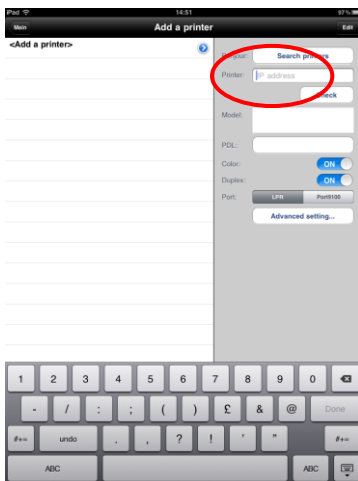 iPad 14:51 97%
Main Add a printer Edit
<Add a printer>
Bonjour: Search printers
Printer: IP address
Check
Model:
PDL:
Color: ON
Duplex: ON
Port: LPR Port9100
Advanced setting...
1 2 3 4 5 6 7 8 9 0
- / : ; ( ) £ & @ Done
#+= undo . , ? ! ' " #+=
ABC ABC